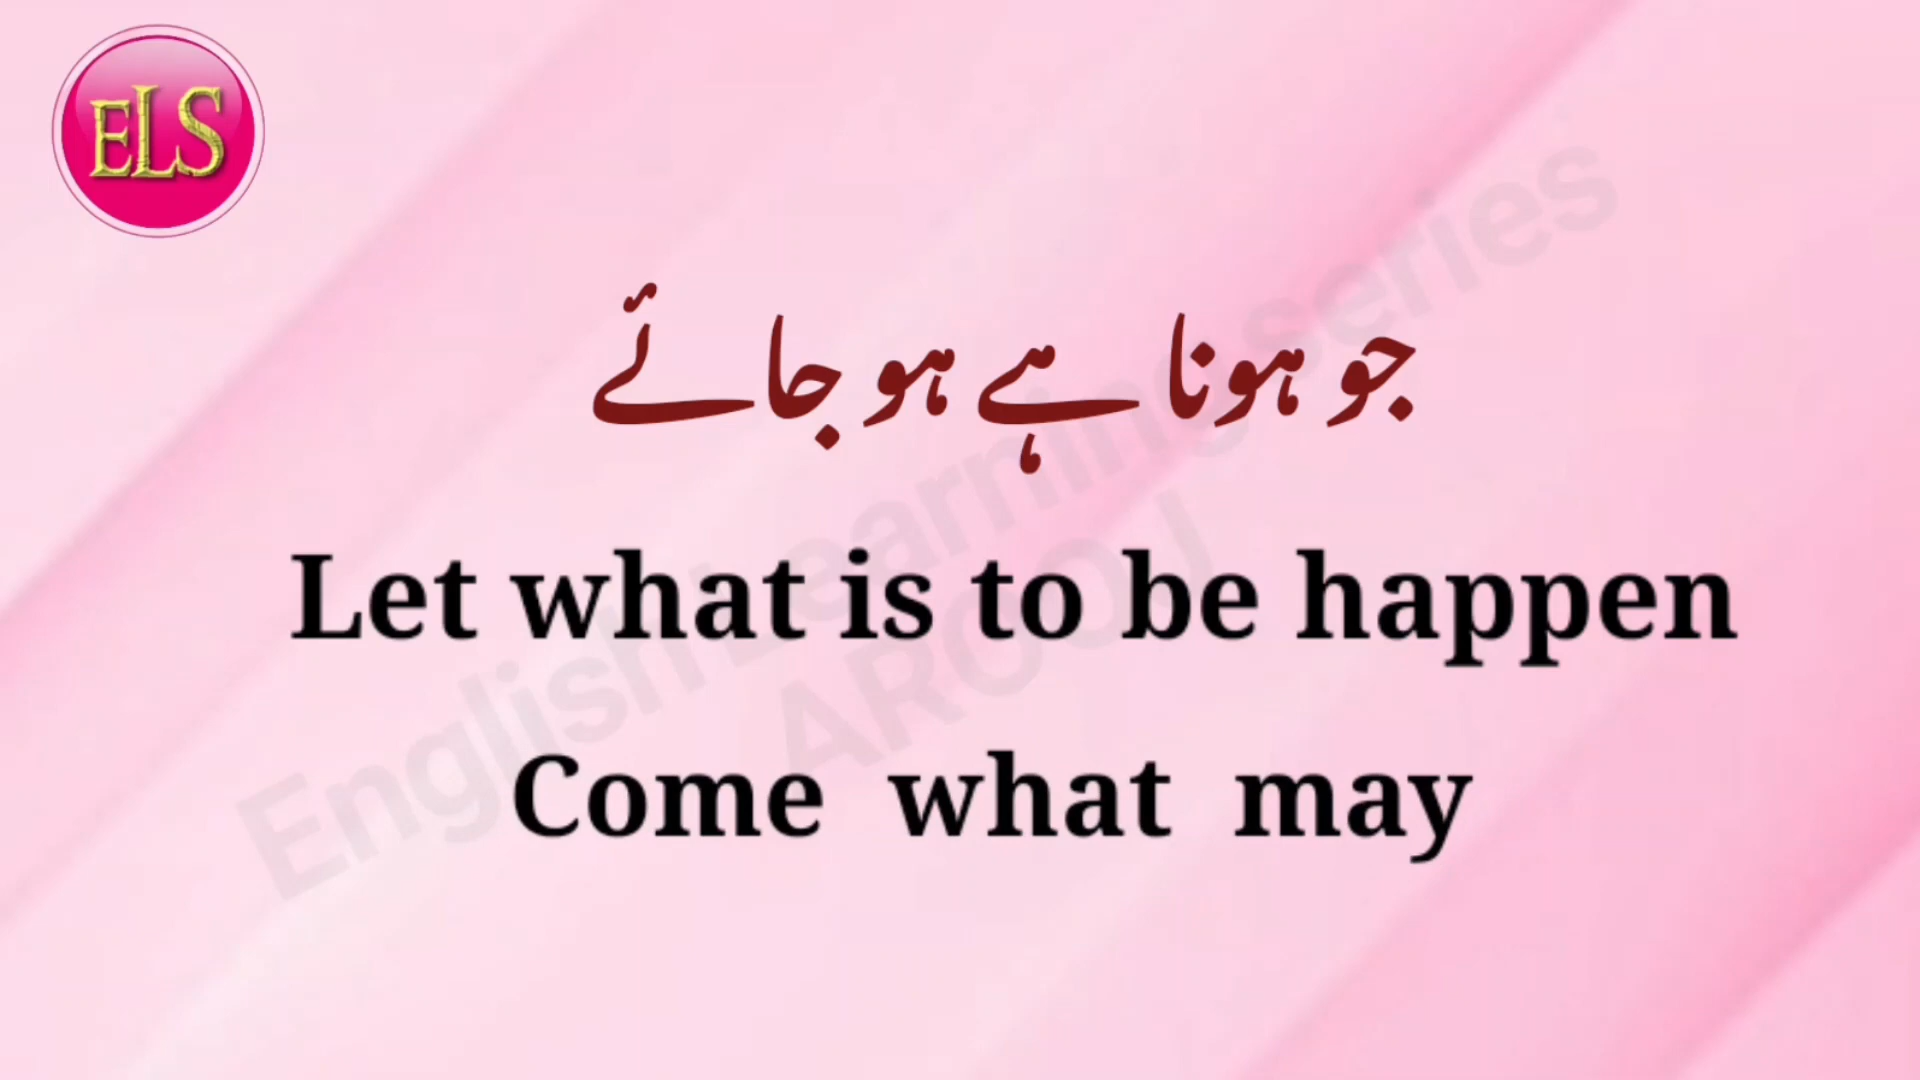 ELS
جو ہونا ہے ہو جائے
Let what is to be happen
Come what may
English Learning series
AROOJ